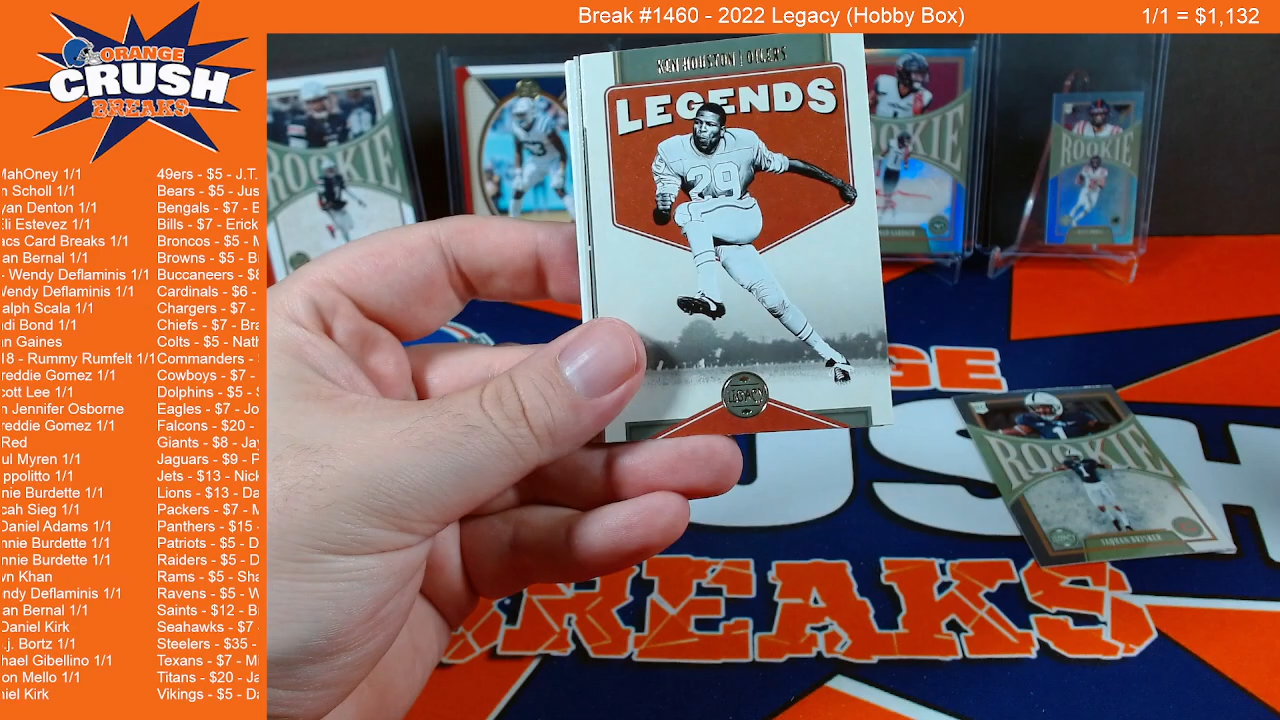 Break #1460 - 2022 Legacy (Hobby Box)
1/1 = $1,132
ORANGE
CRUSH
BREAKS
MahOney 1/1
n Scholl 1/1
yan Denton 1/1
Eli Estevez 1/1
acs Card Breaks 1/1
an Bernal 1/1
- Wendy Deflaminis 1/1
Wendy Deflaminis 1/1
alph Scala 1/1
di Bond 1/1
n Gaines
18 - Rummy Rumfelt 1/1
reddie Gomez 1/1
cott Lee 1/1
n Jennifer Osborne
reddie Gomez 1/1
Red
ul Myren 1/1
ppolitto 1/1
nie Burdette 1/1
cah Sieg 1/1
Daniel Adams 1/1
nnie Burdette 1/1
nnie Burdette 1/1
vn Khan
ndy Deflaminis 1/1
an Bernal 1/1
Daniel Kirk
.j. Bortz 1/1
hael Gibellino 1/1
on Mello 1/1
niel Kirk
49ers - $5 - J.T.
Bears - $5 - Jus
Bengals - $7 - E
Bills - $7 - Erick
Broncos - $5 - M
Browns - $5 - B
Buccaneers - $8
Cardinals - $6 -
Chargers - $7 -
Chiefs - $7 - Bra
Colts - $5 - Nath
Commanders -
Cowboys - $7 -
Dolphins - $5 - S
Eagles - $7 - Jo
Falcons - $20 -
Giants - $8 - Jay
Jaguars - $9 - P
Jets - $13 - Nick
Lions - $13 - Da
Packers - $7 - M
Panthers - $15 -
Patriots - $5 - D
Raiders - $5 - D
Rams - $5 - Sha
Ravens - $5 - W
Saints - $12 - B
Seahawks - $7
Steelers - $35 -
Texans - $7 - M
Titans - $20 - Ja
Vikings - $5 - Da
KEN HOUSTON | OILERS
LEGENDS
29
LEGACY
ROOKIE
ROOKIE
ROOKIE
ROOKIE
JAQUAN BRISKER
GE
USH
BREAKS